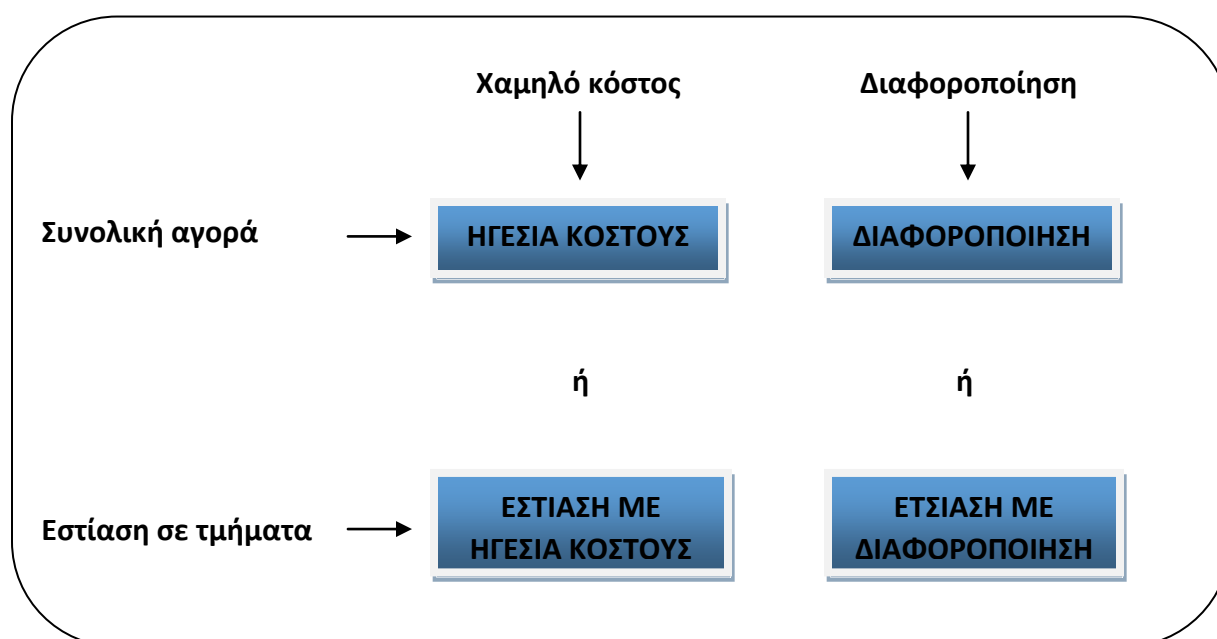 Χαμηλό κόστος Διαφοροποίηση
Συνολική αγορά ΗΓΕΣΙΑ ΚΟΣΤΟΥΣ ΔΙΑΦΟΡΟΠΟΙΗΣΗ
ή ή
Εστίαση σε τμήματα
ΕΣΤΙΑΣΗ ΜΕ
ΗΓΕΣΙΑ ΚΟΣΤΟΥΣ
ΕΤΣΙΑΣΗ ΜΕ
ΔΙΑΦΟΡΟΠΟΙΗΣΗ